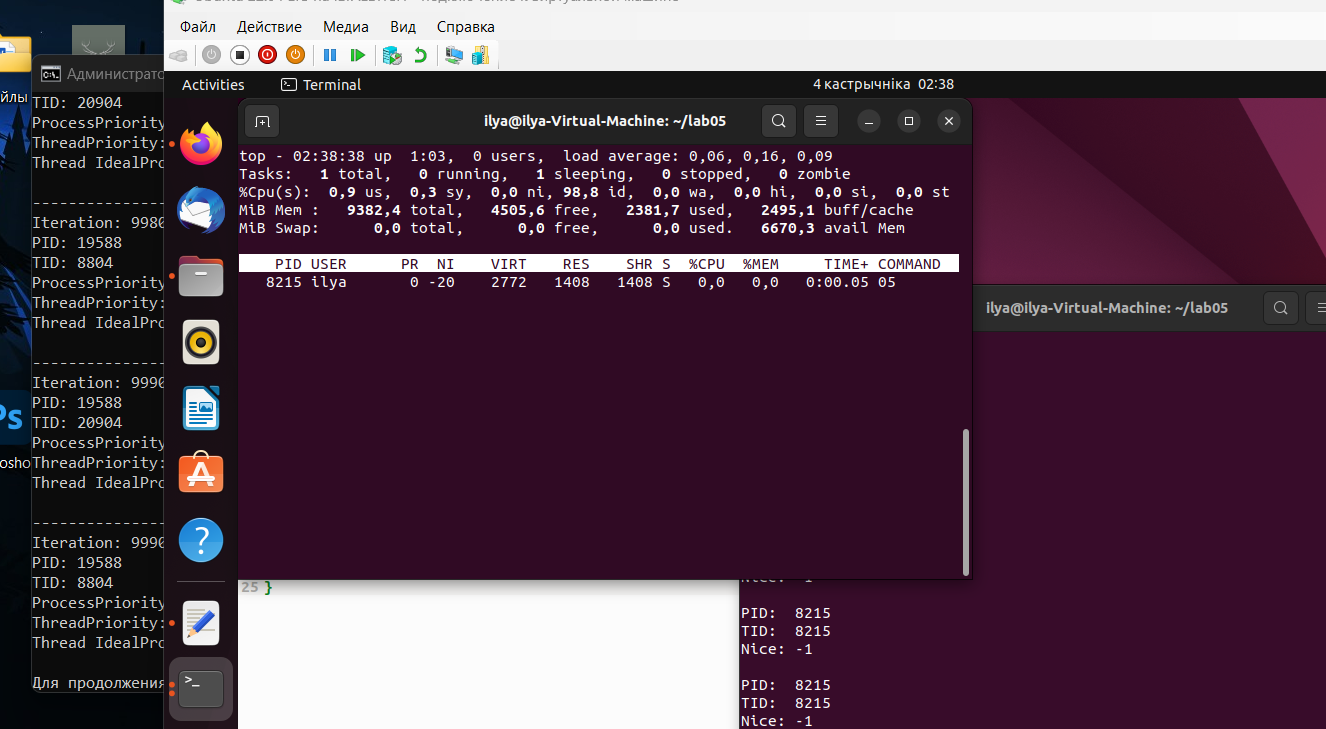 Файл Действие Медиа Вид Справка
Activities Terminal 4 кастрычніка 02:38
йлы
Ps
osho
Администрато
TID: 20904
ProcessPriority
ThreadPriority:
Thread IdealPro
----------------
Iteration: 9980
PID: 19588
TID: 8804
ProcessPriority
ThreadPriority:
Thread IdealPro
----------------
Iteration: 9990
PID: 19588
TID: 20904
ProcessPriority
ThreadPriority:
Thread IdealPro
----------------
Iteration: 9990
PID: 19588
TID: 8804
ProcessPriority
ThreadPriority:
Thread IdealPro
Для продолжения
ilya@ilya-Virtual-Machine: ~/lab05
top - 02:38:38 up  1:03,  0 users,  load average: 0,06, 0,16, 0,09
Tasks:   1 total,   0 running,   1 sleeping,   0 stopped,   0 zombie
%Cpu(s):  0,9 us,  0,3 sy,  0,0 ni, 98,8 id,  0,0 wa,  0,0 hi,  0,0 si,  0,0 st
MiB Mem :   9382,4 total,   4505,6 free,   2381,7 used,   2495,1 buff/cache
MiB Swap:      0,0 total,      0,0 free,      0,0 used.   6670,3 avail Mem
PID USER      PR  NI    VIRT    RES    SHR S  %CPU  %MEM     TIME+ COMMAND
8215 ilya       0 -20    2772   1408   1408 S   0,0   0,0   0:00.05 05
25 }
ilya@ilya-Virtual-Machine: ~/lab05
Nice: -1
PID:  8215
TID:  8215
Nice: -1
PID:  8215
TID:  8215
Nice: -1